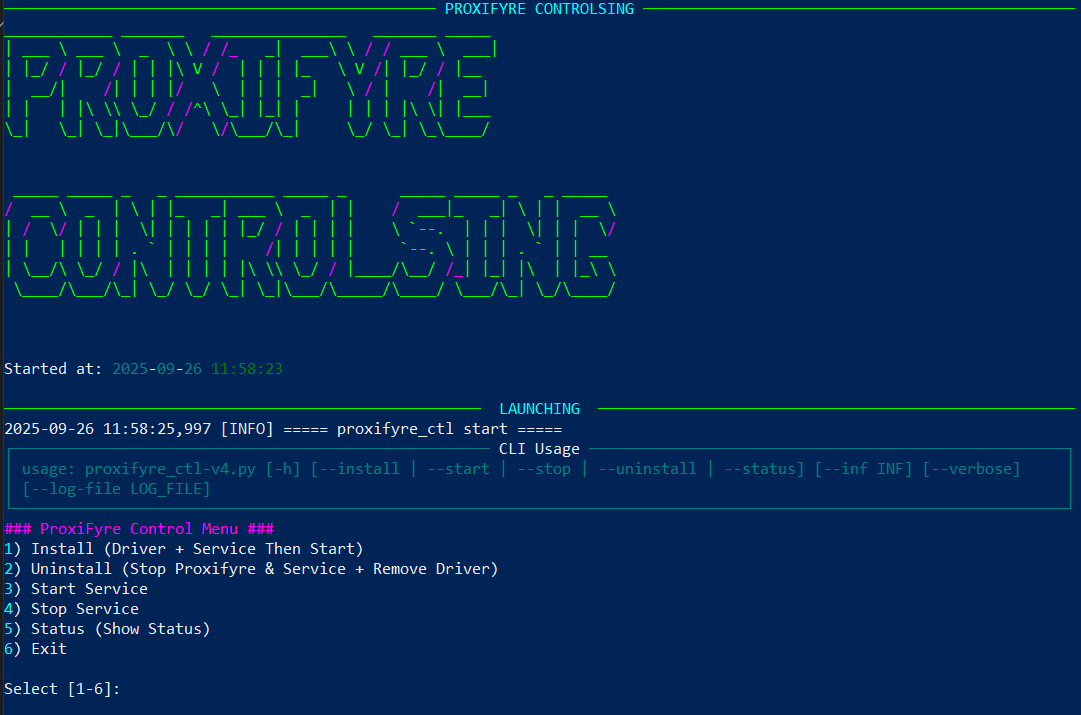 PROXIFYRE CONTROLSING
PROXIFYRE
CONTROLSING
Started at: 2025-09-26 11:58:23
LAUNCHING
2025-09-26 11:58:25,997 [INFO] ===== proxifyre_ctl start =====
CLI Usage
usage: proxifyre_ctl-v4.py [-h] [--install | --start | --stop | --uninstall | --status] [--inf INF] [--verbose]
[--log-file LOG_FILE]
### ProxiFyre Control Menu ###
1) Install (Driver + Service Then Start)
2) Uninstall (Stop Proxifyre & Service + Remove Driver)
3) Start Service
4) Stop Service
5) Status (Show Status)
6) Exit
Select [1-6]: